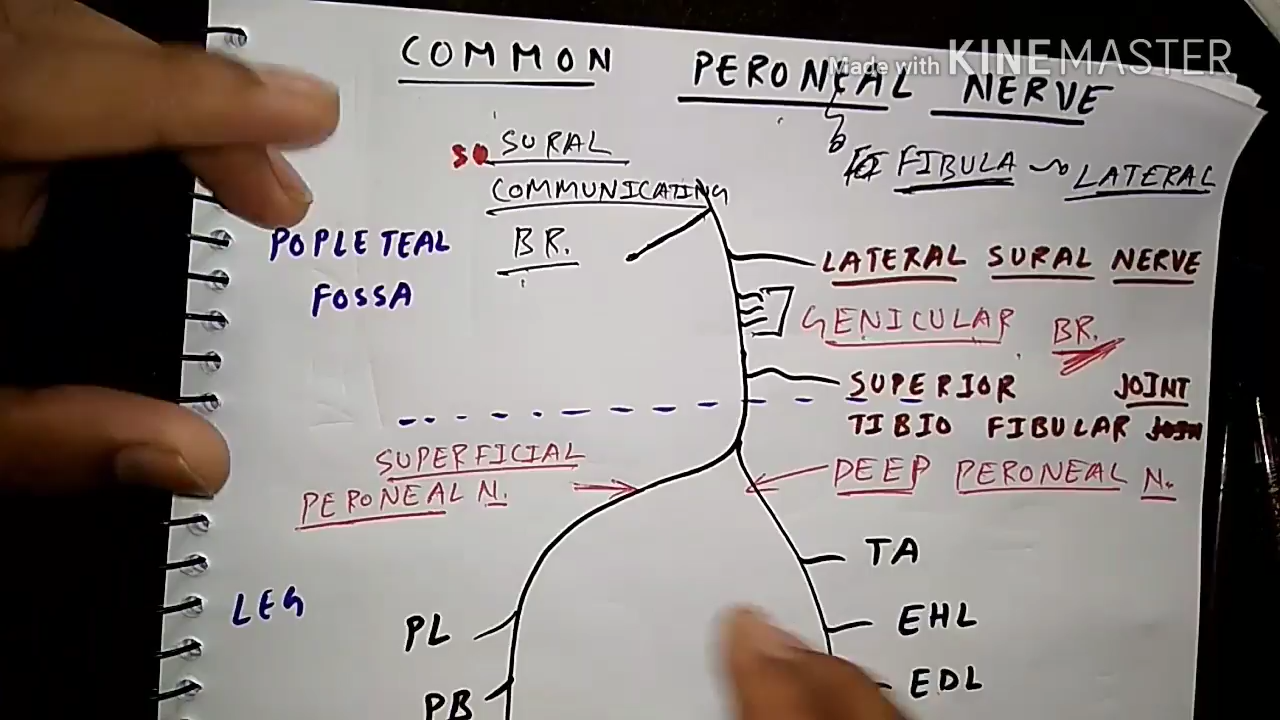 COMMON PERONEAL NERVE
Made with KINEMASTER
FIBULA LATERAL
SURAL
COMMUNICATING
BR.
POPLETEAL
FOSSA
LATERAL SURAL NERVE
GENICULAR BR.
SUPERIOR JOINT
TIBIO FIBULAR
SUPERFICIAL
PERONEAL N.
DEEP PERONEAL N.
TA
LEG
PL
EHL
PB
EDL